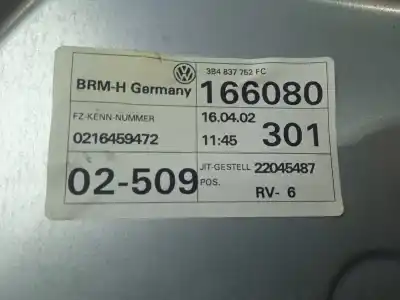 3B4 837 752 FC
BRM-H Germany
166080
FZ-KENN-NUMMER
16.04.02
0216459472
11:45
301
02-509
JIT-GESTELL
22045487
POS.
RV- 6